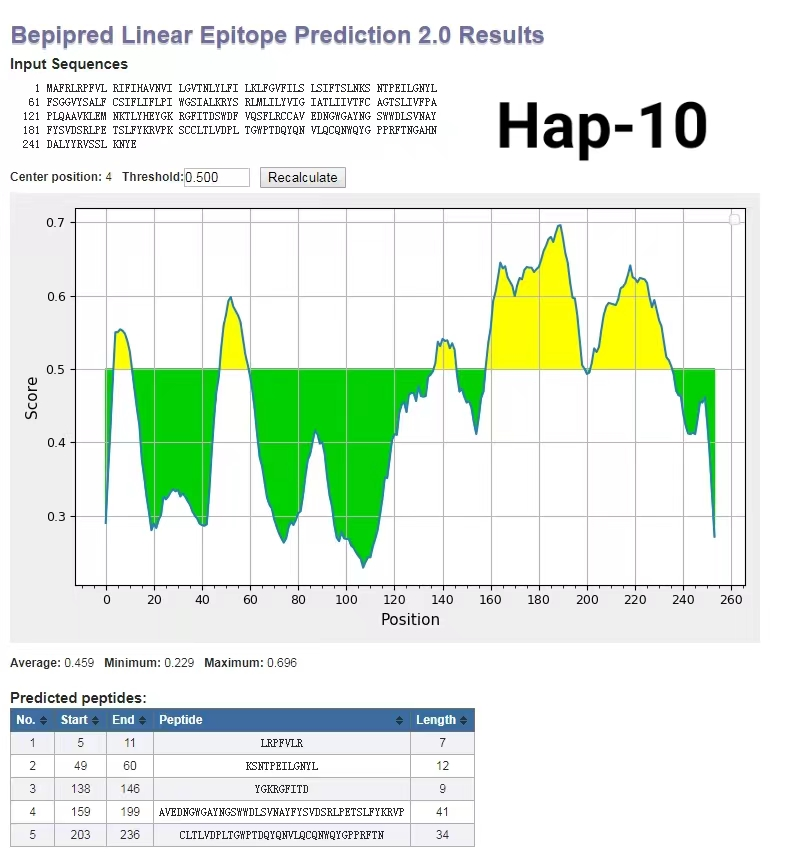 Bepipred Linear Epitope Prediction 2.0 Results
Input Sequences
1 MAFRLRPFVL RIFIHAVNVI LGVTNLYLFI LKLFGVFILS LSIFTSLNKS NTPEILGNYL
61 FSGGVYSALF CSIFLIFLPI WGSIALKRYS RLMLILYVIG IATLIIVTFC AGTSLIVFPA
121 PLQAAVKLEM NKTLYHEYGK RGFITDSWDF VQSFLRCCAV EDNGWGAYNG SWWDLSVNAY
181 FYSVDSRLPE TSLFYKRVPK SCCLTLVDPL TGWPTDQYQN VLQCQNWQYG PPRFTNGAHN
241 DALYYRVSSL KNYE
Hap-10
Center position: 4 Threshold: 0.500 Recalculate
0.7
0.6
0.5
0.4
0.3
Score
0 20 40 60 80 100 120 140 160 180 200 220 240 260
Position
Average: 0.459 Minimum: 0.229 Maximum: 0.696
Predicted peptides:
No. Start End Peptide Length
1 5 11 LRPFVLR 7
2 49 60 KSNTPEILGNYL 12
3 138 146 YGKRGFITD 9
4 159 199 AVEDNGWGAYNGSWWDLSVNAYFYSVDSRLPETSLFYKRVP 41
5 203 236 CLTLVDPLTGWPTDQYQNVLQCQNWQYGPPRFTN 34